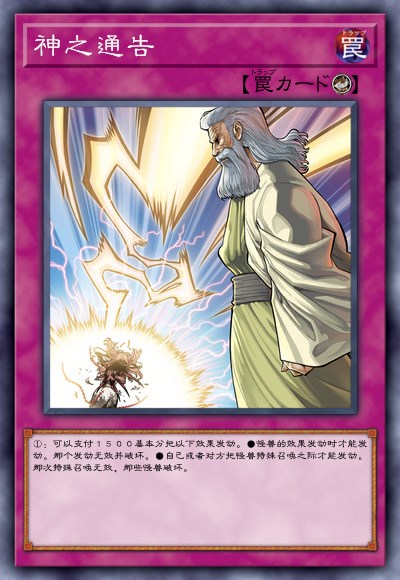 神之通告
トラップ
罠
トラップ
【罠カード】
①：可以支付１５００基本分把以下效果发动。●怪兽的效果发动时才能发
动。那个发动无效并破坏。●自己或者对方把怪兽特殊召唤之际才能发动。
那次特殊召唤无效，那些怪兽破坏。